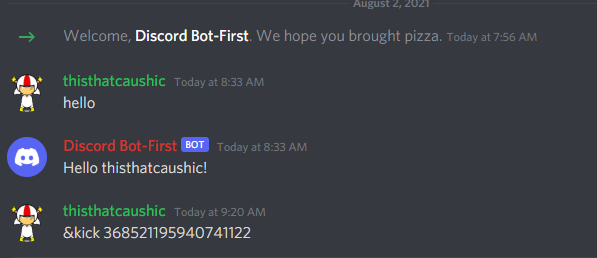 August 2, 2021
Welcome, Discord Bot-First. We hope you brought pizza. Today at 7:56 AM
thisthatcaushic Today at 8:33 AM
hello
Discord Bot-First BOT Today at 8:33 AM
Hello thisthatcaushic!
thisthatcaushic Today at 9:20 AM
&kick 368521195940741122